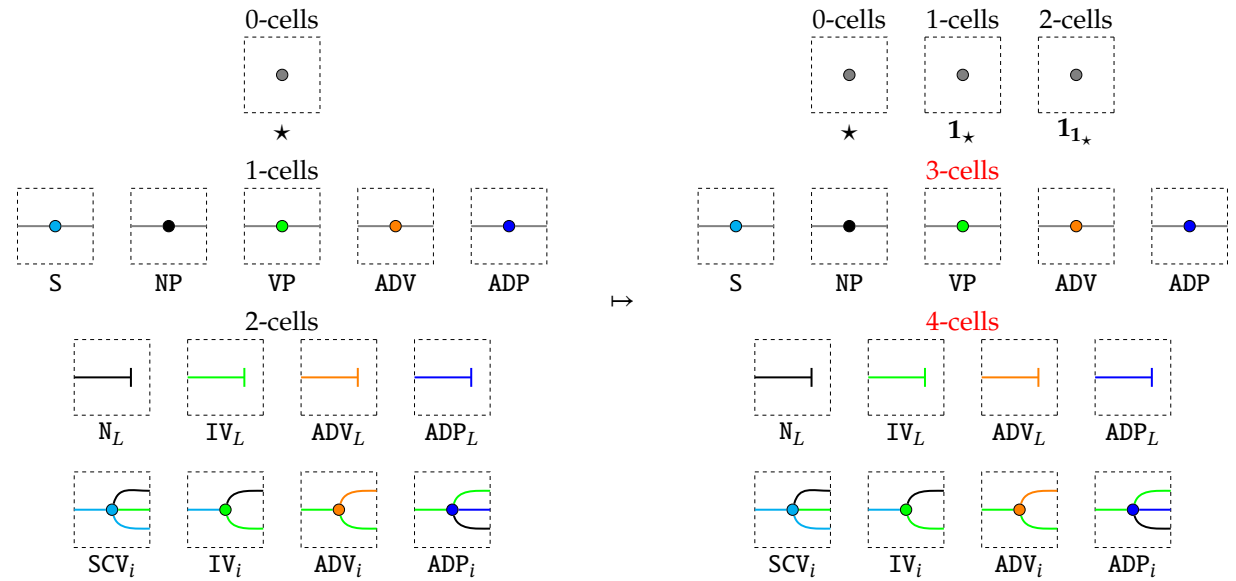 0-cells 0-cells 1-cells 2-cells
⋆ ⋆ 1_⋆ 1_{1_⋆}
1-cells 3-cells
S NP VP ADV ADP S NP VP ADV ADP
↦
2-cells 4-cells
N_L IV_L ADV_L ADP_L N_L IV_L ADV_L ADP_L
SCV_i IV_i ADV_i ADP_i SCV_i IV_i ADV_i ADP_i